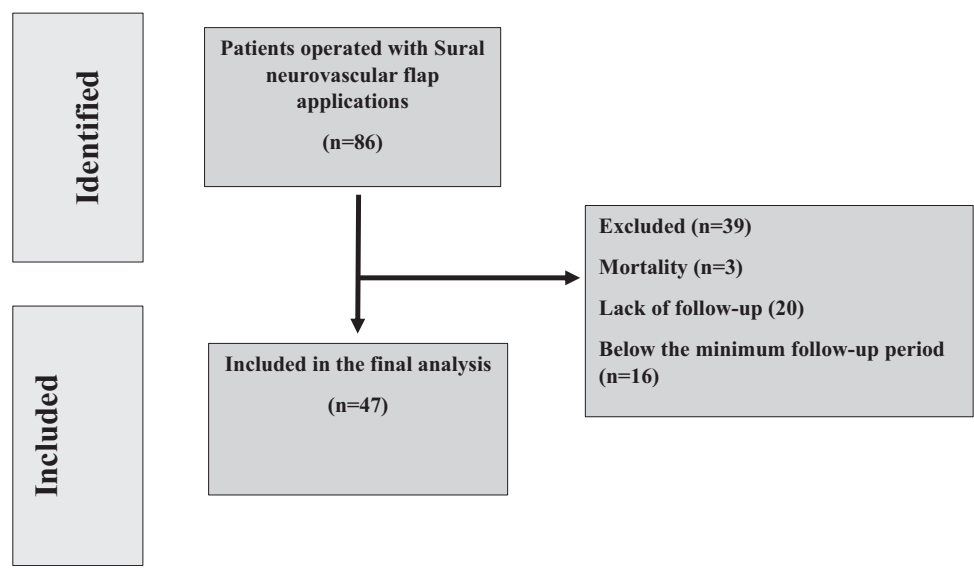 Identified
Patients operated with Sural
neurovascular flap
applications
(n=86)
Excluded (n=39)
Mortality (n=3)
Lack of follow-up (20)
Below the minimum follow-up period
(n=16)
Included
Included in the final analysis
(n=47)